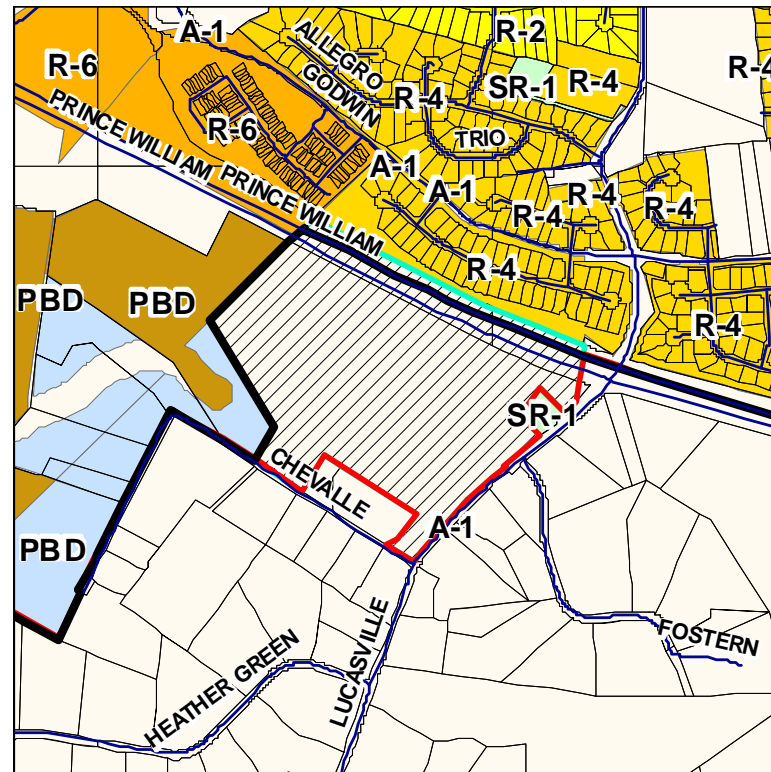 A-1
R-2
ALLEGRO
R-6
SR-1
R-4
R-4
GODWIN
R-4
PRINCE WILLIAM
R-6
TRIO
A-1
PRINCE WILLIAM
A-1
R-4
R-4
R-4
R-4
PBD
PBD
R-4
SR-1
CHEVALLE
A-1
PBD
LUCASVILLE
FOSTERN
HEATHER GREEN